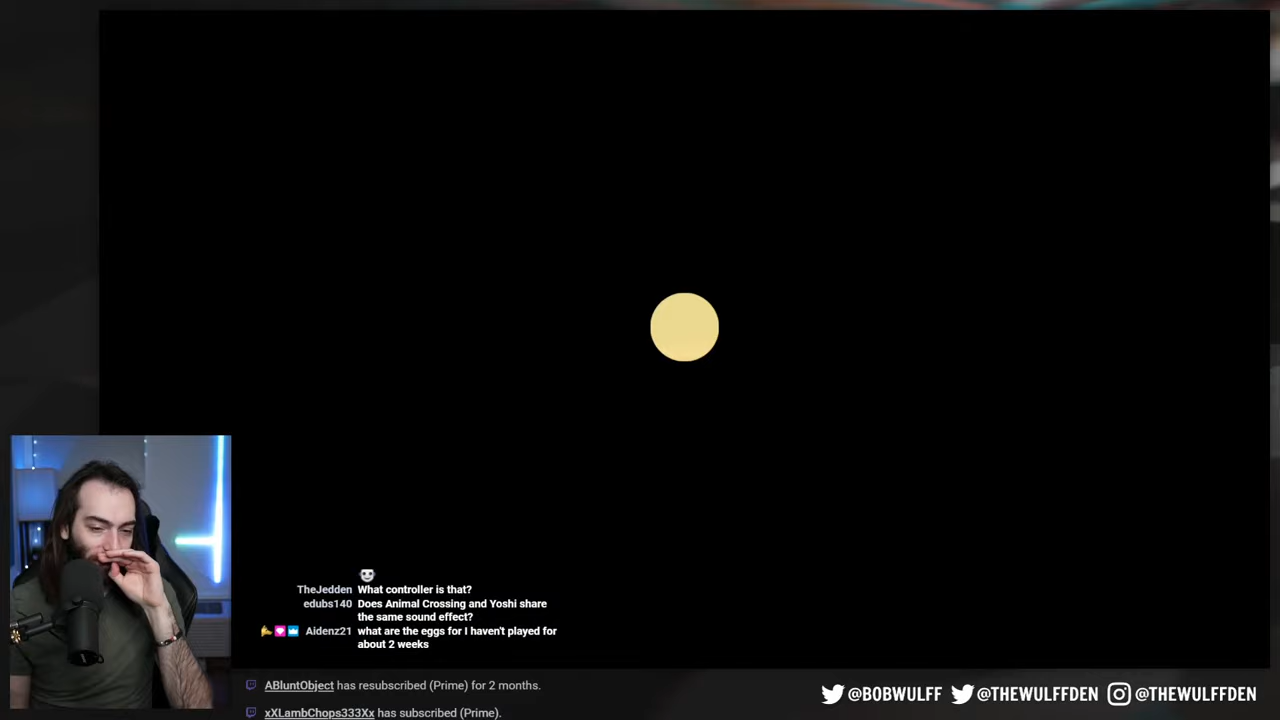 TheJedden What controller is that?
edubs140 Does Animal Crossing and Yoshi share
the same sound effect?
Aidenz21 what are the eggs for I haven't played for
about 2 weeks
ABluntObject has resubscribed (Prime) for 2 months.
@BOBWULFF @THEWULFFDEN @THEWULFFDEN
xXLambChops333Xx has subscribed (Prime).